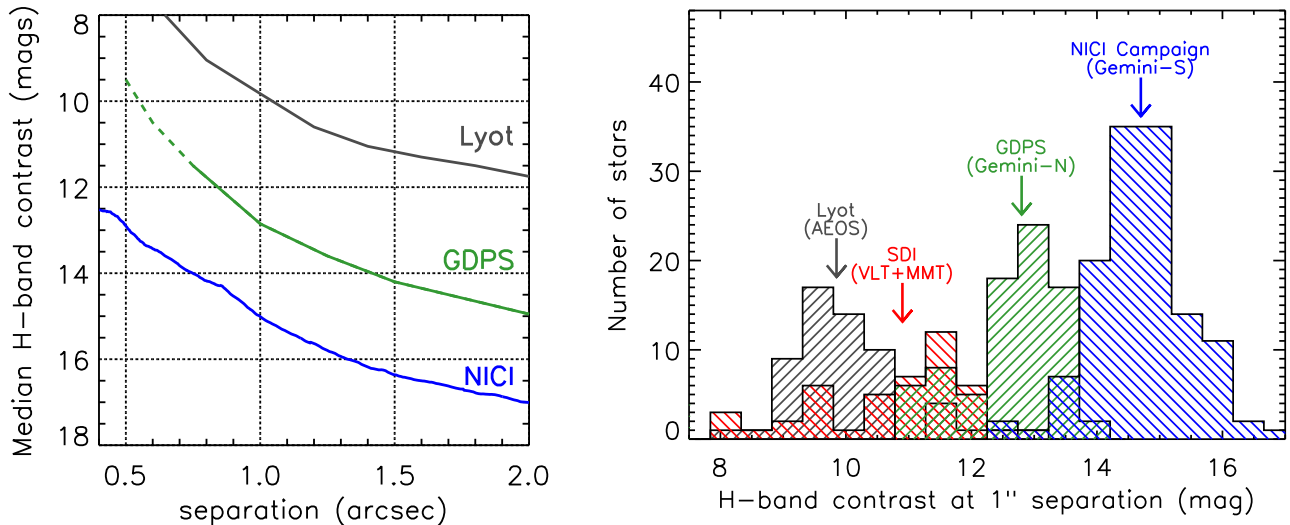 Median H-band contrast (mags)
8
10
12
14
16
18
0.5
1.0
1.5
2.0
separation (arcsec)
Lyot
GDPS
NICI
Number of stars
0
10
20
30
40
8
10
12
14
16
H-band contrast at 1" separation (mag)
Lyot
(AEOS)
SDI
(VLT+MMT)
GDPS
(Gemini-N)
NICI Campaign
(Gemini-S)